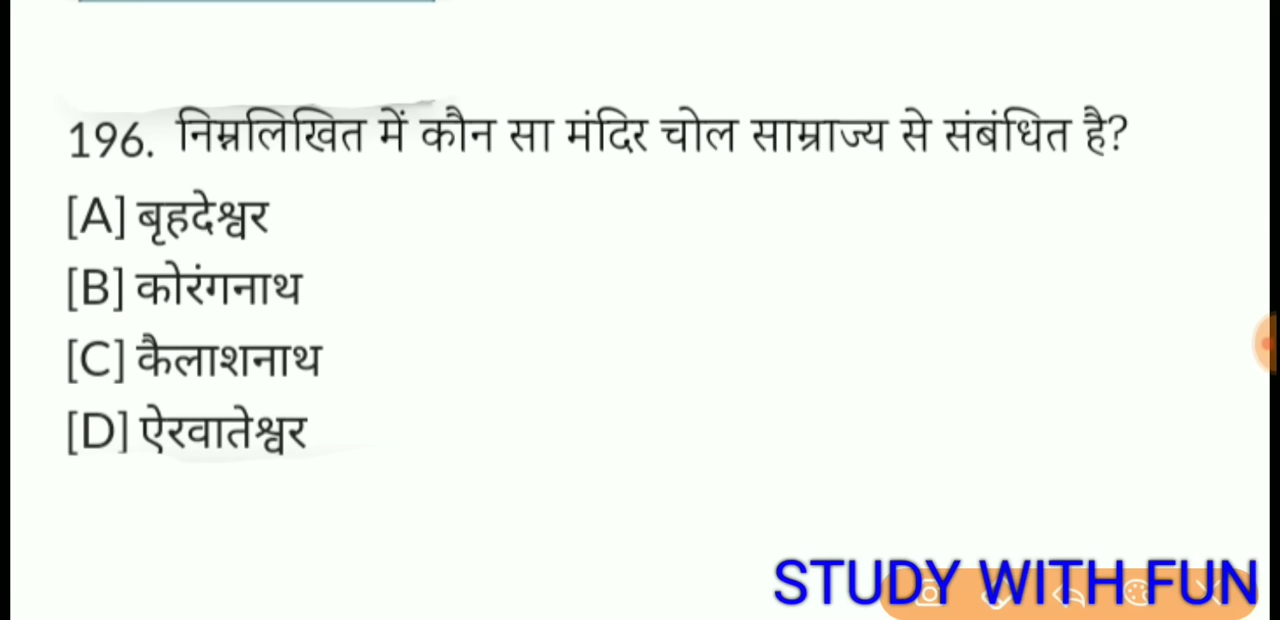 196. निम्नलिखित में कौन सा मंदिर चोल साम्राज्य से संबंधित है?
[A] बृहदेश्वर
[B] कोरंगनाथ
[C] कैलाशनाथ
[D] ऐरवातेश्वर
STUDY WITH FUN